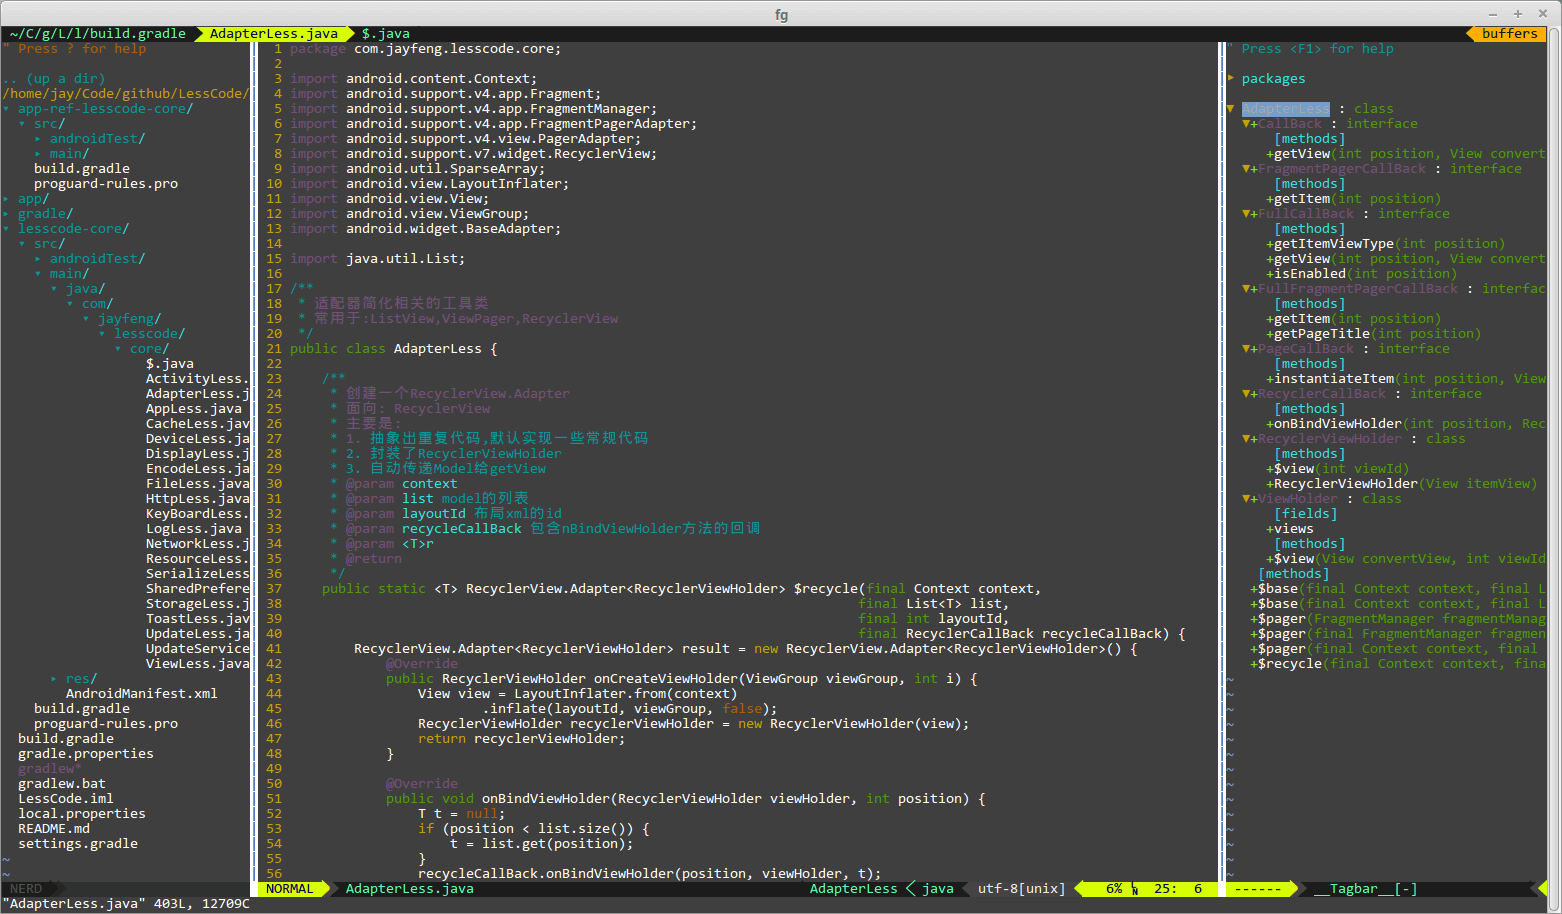 fg
~/C/g/L/l/build.gradle AdapterLess.java $.java buffers
" Press ? for help
.. (up a dir)
/home/jay/Code/github/LessCode/
▾ app-ref-lesscode-core/
▾ src/
▸ androidTest/
▸ main/
build.gradle
proguard-rules.pro
▸ app/
▸ gradle/
▾ lesscode-core/
▾ src/
▸ androidTest/
▾ main/
▾ java/
▾ com/
▾ jayfeng/
▾ lesscode/
▾ core/
$.java
ActivityLess.
AdapterLess.j
AppLess.java
CacheLess.jav
DeviceLess.ja
DisplayLess.j
EncodeLess.ja
FileLess.java
HttpLess.java
KeyBoardLess.
LogLess.java
NetworkLess.j
ResourceLess.
SerializeLess
SharedPrefere
StorageLess.j
ToastLess.jav
UpdateLess.ja
UpdateService
ViewLess.java
▸ res/
AndroidManifest.xml
build.gradle
proguard-rules.pro
build.gradle
gradle.properties
gradlew*
gradlew.bat
LessCode.iml
local.properties
README.md
settings.gradle
~
~
NERD
1 package com.jayfeng.lesscode.core;
2
3 import android.content.Context;
4 import android.support.v4.app.Fragment;
5 import android.support.v4.app.FragmentManager;
6 import android.support.v4.app.FragmentPagerAdapter;
7 import android.support.v4.view.PagerAdapter;
8 import android.support.v7.widget.RecyclerView;
9 import android.util.SparseArray;
10 import android.view.LayoutInflater;
11 import android.view.View;
12 import android.view.ViewGroup;
13 import android.widget.BaseAdapter;
14
15 import java.util.List;
16
17 /**
18 * 适配器简化相关的工具类
19 * 常用于:ListView,ViewPager,RecyclerView
20 */
21 public class AdapterLess {
22
23 /**
24 * 创建一个RecyclerView.Adapter
25 * 面向: RecyclerView
26 * 主要是:
27 * 1. 抽象出重复代码,默认实现一些常规代码
28 * 2. 封装了RecyclerViewHolder
29 * 3. 自动传递Model给getView
30 * @param context
31 * @param list model的列表
32 * @param layoutId 布局xml的id
33 * @param recycleCallBack 包含nBindViewHolder方法的回调
34 * @param <T>r
35 * @return
36 */
37 public static <T> RecyclerView.Adapter<RecyclerViewHolder> $recycle(final Context context,
38 final List<T> list,
39 final int layoutId,
40 final RecyclerCallBack recycleCallBack) {
41 RecyclerView.Adapter<RecyclerViewHolder> result = new RecyclerView.Adapter<RecyclerViewHolder>() {
42 @Override
43 public RecyclerViewHolder onCreateViewHolder(ViewGroup viewGroup, int i) {
44 View view = LayoutInflater.from(context)
45 .inflate(layoutId, viewGroup, false);
46 RecyclerViewHolder recyclerViewHolder = new RecyclerViewHolder(view);
47 return recyclerViewHolder;
48 }
49
50 @Override
51 public void onBindViewHolder(RecyclerViewHolder viewHolder, int position) {
52 T t = null;
53 if (position < list.size()) {
54 t = list.get(position);
55 }
56 recycleCallBack.onBindViewHolder(position, viewHolder, t);
NORMAL AdapterLess.java AdapterLess < java utf-8[unix] 6% 25: 6
" Press <F1> for help
▸ packages
▼ AdapterLess : class
▼+CallBack : interface
[methods]
+getView(int position, View convert
▼+FragmentPagerCallBack : interface
[methods]
+getItem(int position)
▼+FullCallBack : interface
[methods]
+getItemViewType(int position)
+getView(int position, View convert
+isEnabled(int position)
▼+FullFragmentPagerCallBack : interfac
[methods]
+getItem(int position)
+getPageTitle(int position)
▼+PageCallBack : interface
[methods]
+instantiateItem(int position, View
▼+RecyclerCallBack : interface
[methods]
+onBindViewHolder(int position, Rec
▼+RecyclerViewHolder : class
[methods]
+$view(int viewId)
+RecyclerViewHolder(View itemView)
▼+ViewHolder : class
[fields]
+views
[methods]
+$view(View convertView, int viewId
[methods]
+$base(final Context context, final L
+$base(final Context context, final L
+$pager(FragmentManager fragmentManag
+$pager(final FragmentManager fragmen
+$pager(final Context context, final
+$recycle(final Context context, fina
~
~
~
~
~
~
~
~
~
~
~
~
~
~
------ __Tagbar__[-]
"AdapterLess.java" 403L, 12709C